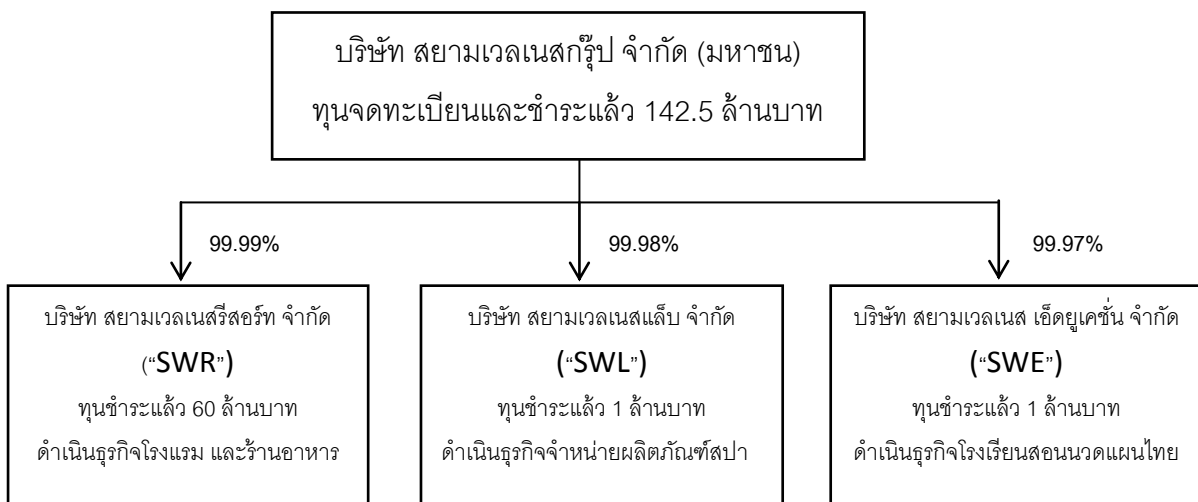 บริษัท สยามเวลเนสกรุ๊ป จำกัด (มหาชน)
ทุนจดทะเบียนและชำระแล้ว 142.5 ล้านบาท
99.99%
99.98%
99.97%
บริษัท สยามเวลเนสรีสอร์ท จำกัด
("SWR")
ทุนชำระแล้ว 60 ล้านบาท
ดำเนินธุรกิจโรงแรม และร้านอาหาร
บริษัท สยามเวลเนสแล็บ จำกัด
("SWL")
ทุนชำระแล้ว 1 ล้านบาท
ดำเนินธุรกิจจำหน่ายผลิตภัณฑ์สปา
บริษัท สยามเวลเนส เอ็ดยูเคชั่น จำกัด
("SWE")
ทุนชำระแล้ว 1 ล้านบาท
ดำเนินธุรกิจโรงเรียนสอนนวดแผนไทย